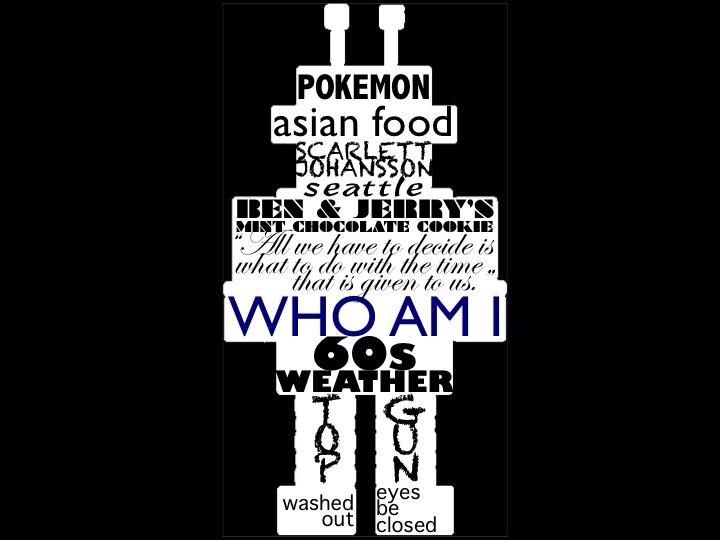 POKEMON
asian food
SCARLETT
JOHANSSON
seattle
BEN & JERRY'S
MINT CHOCOLATE COOKIE
"All we have to decide is
what to do with the time
that is given to us."
WHO AM I
60s
WEATHER
TOP
GUN
washed
out
eyes
be
closed